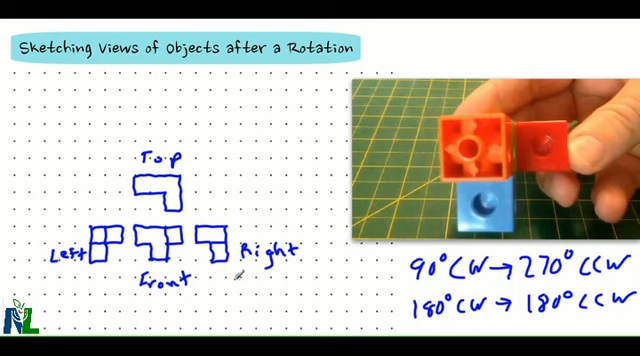 Sketching Views of Objects after a Rotation
Top
Left
Right
Front
90° CW → 270° CCW
180° CW → 180° CCW
NL